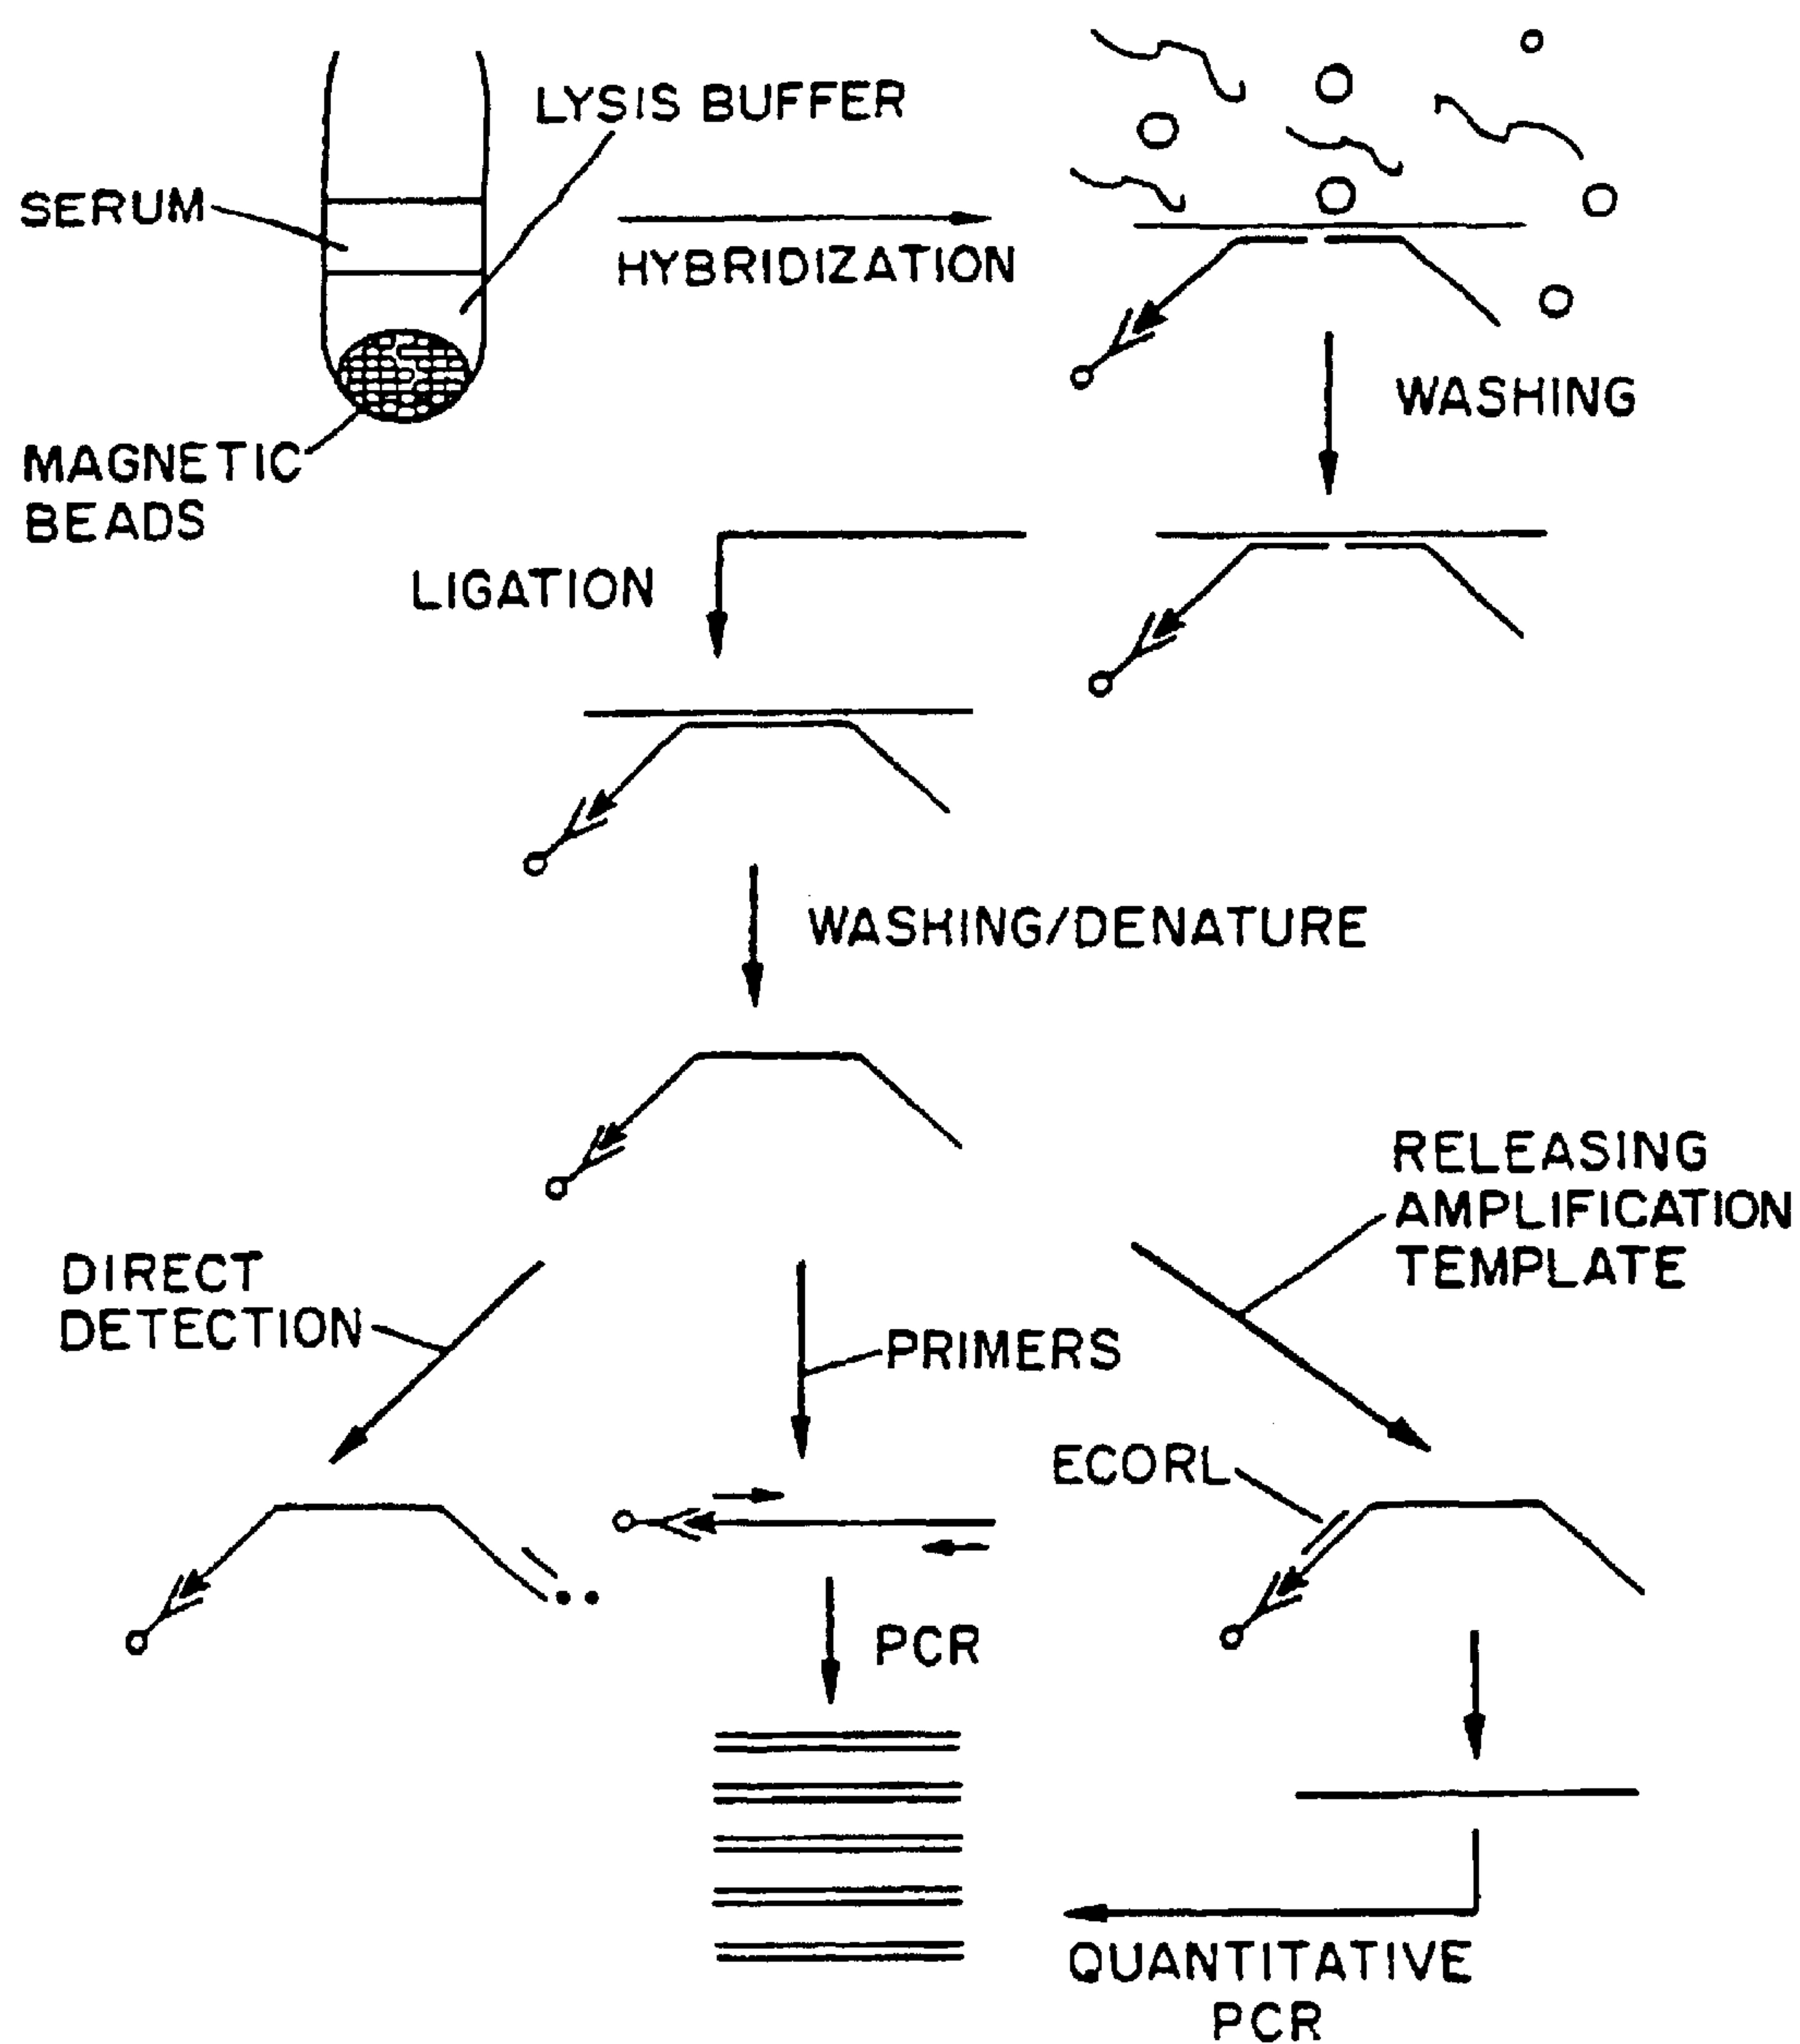 LYSIS BUFFER
SERUM
HYBRIDIZATION
MAGNETIC
BEADS
WASHING
LIGATION
WASHING/DENATURE
RELEASING
AMPLIFICATION
TEMPLATE
DIRECT
DETECTION
PRIMERS
ECORL
PCR
QUANTITATIVE
PCR